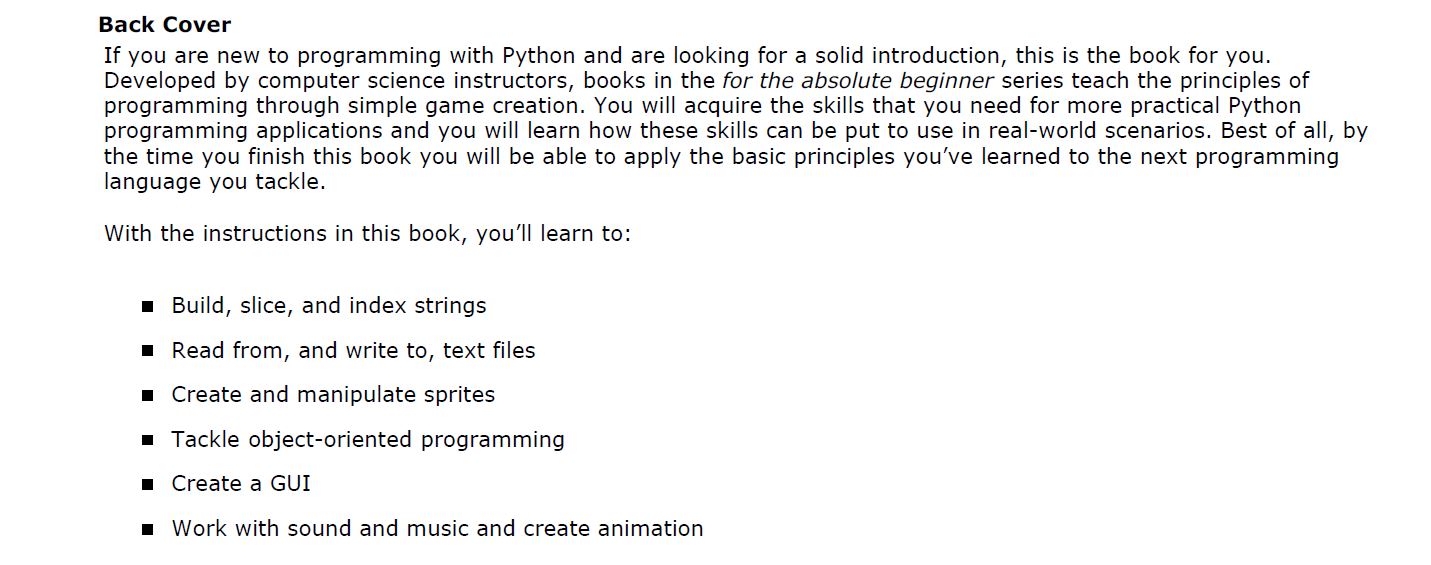 Back Cover
If you are new to programming with Python and are looking for a solid introduction, this is the book for you.
Developed by computer science instructors, books in the for the absolute beginner series teach the principles of
programming through simple game creation. You will acquire the skills that you need for more practical Python
programming applications and you will learn how these skills can be put to use in real-world scenarios. Best of all, by
the time you finish this book you will be able to apply the basic principles you’ve learned to the next programming
language you tackle.
With the instructions in this book, you’ll learn to:
▪ Build, slice, and index strings
▪ Read from, and write to, text files
▪ Create and manipulate sprites
▪ Tackle object-oriented programming
▪ Create a GUI
▪ Work with sound and music and create animation